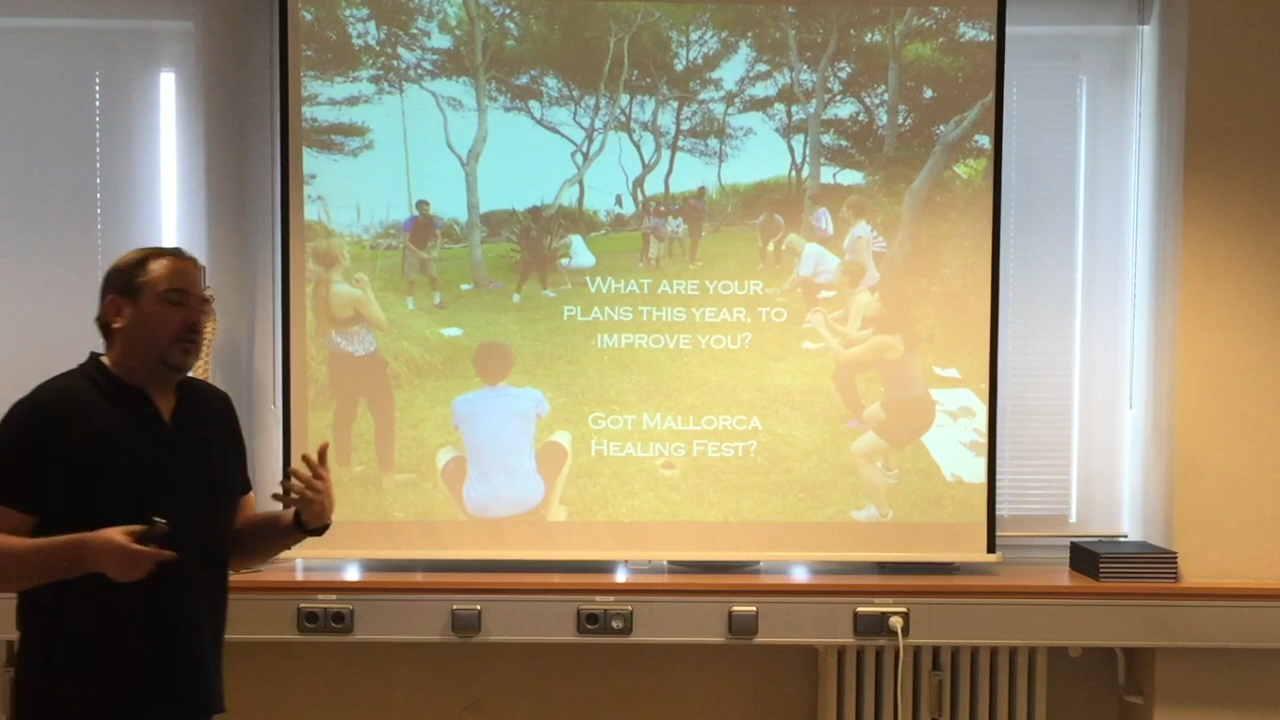 What are your
plans this year, to
improve you?
Got Mallorca
Healing Fest?